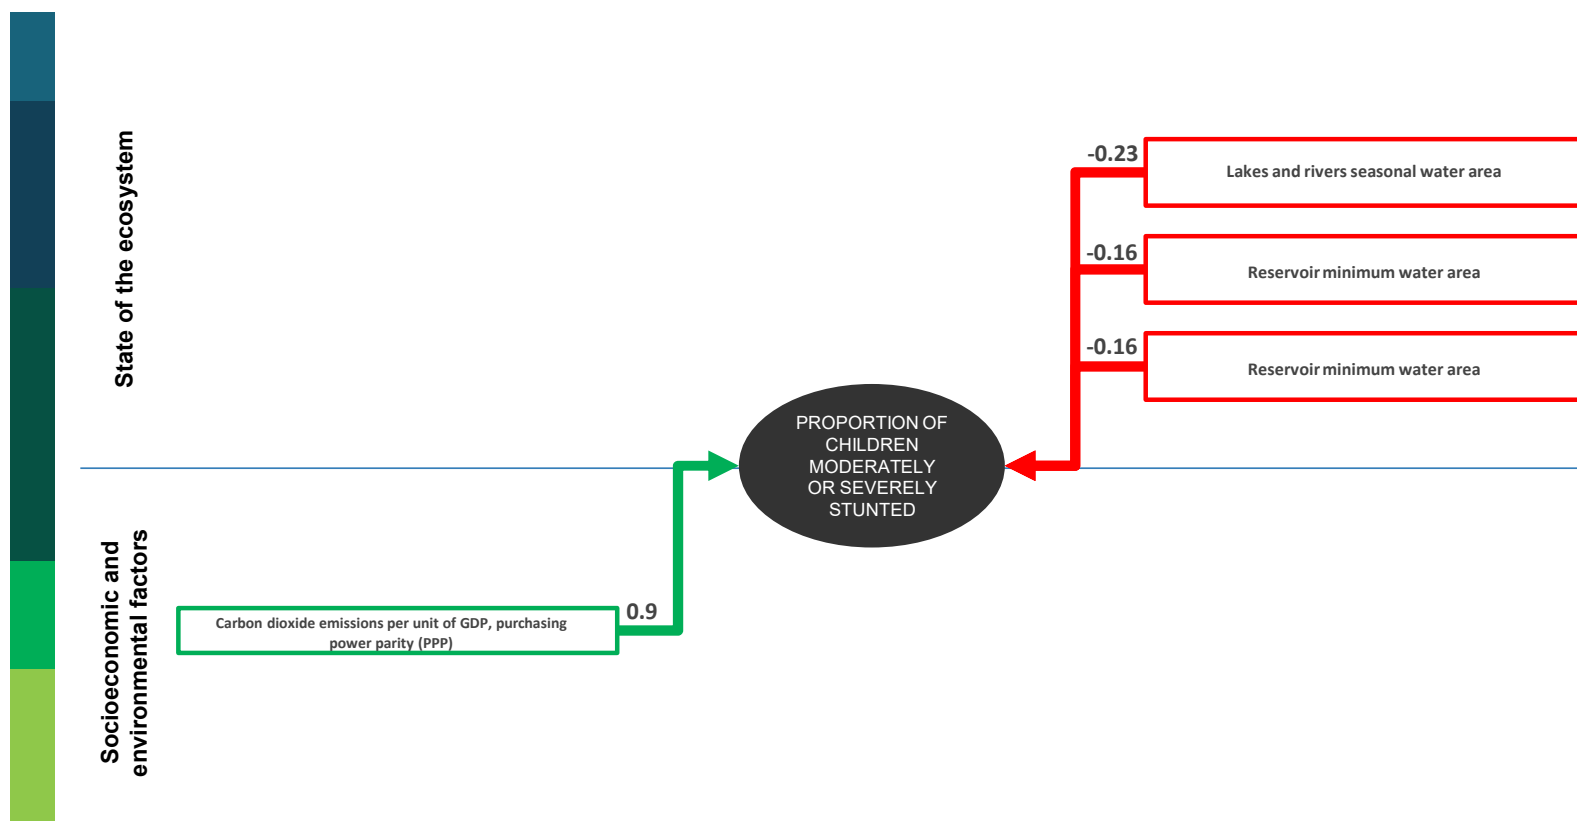 State of the ecosystem
-0.23
Lakes and rivers seasonal water area
-0.16
Reservoir minimum water area
-0.16
Reservoir minimum water area
PROPORTION OF
CHILDREN
MODERATELY
OR SEVERELY
STUNTED
Socioeconomic and
environmental factors
0.9
Carbon dioxide emissions per unit of GDP, purchasing
power parity (PPP)